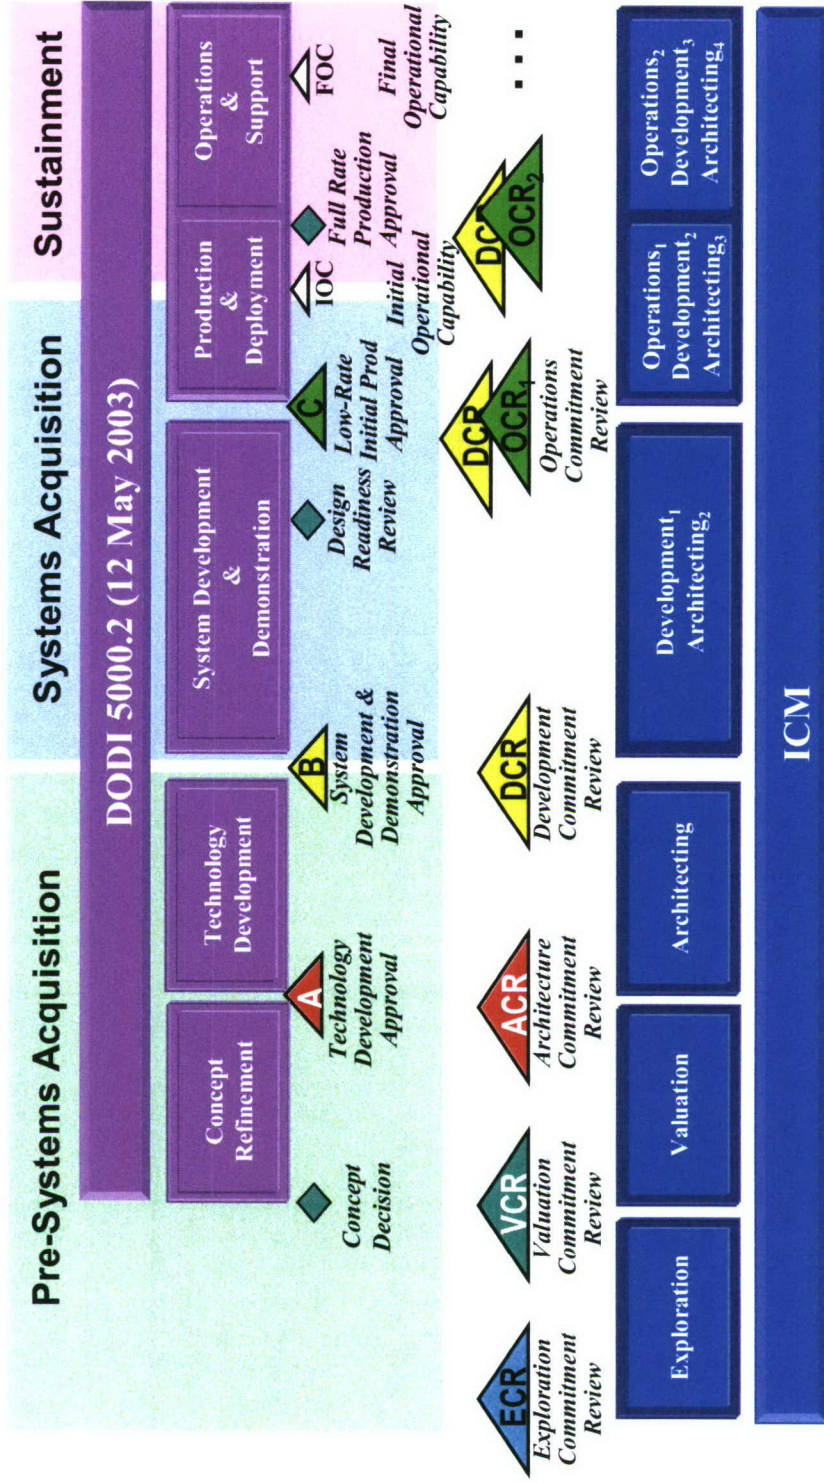 Pre-Systems Acquisition
Systems Acquisition
Sustainment
DODI 5000.2 (12 May 2003)
Concept
Refinement
Technology
Development
System Development
&
Demonstration
Production
&
Deployment
Operations
&
Support
Concept
Decision
A
Technology
Development
Approval
B
System
Development &
Demonstration
Approval
Design
Readiness
Review
C
Low-Rate
Initial Prod
Approval
IOC
Initial
Operational
Capability
Full Rate
Production
Approval
FOC
Final
Operational
Capability
ECR
Exploration
Commitment
Review
VCR
Valuation
Commitment
Review
ACR
Architecture
Commitment
Review
DCR
Development
Commitment
Review
DCR
OCR₁
Operations
Commitment
Review
DCR
OCR₂
...
Exploration
Valuation
Architecting
Development₁
Architecting₂
Operations₁
Development₂
Architecting₃
Operations₂
Development₃
Architecting₄
ICM